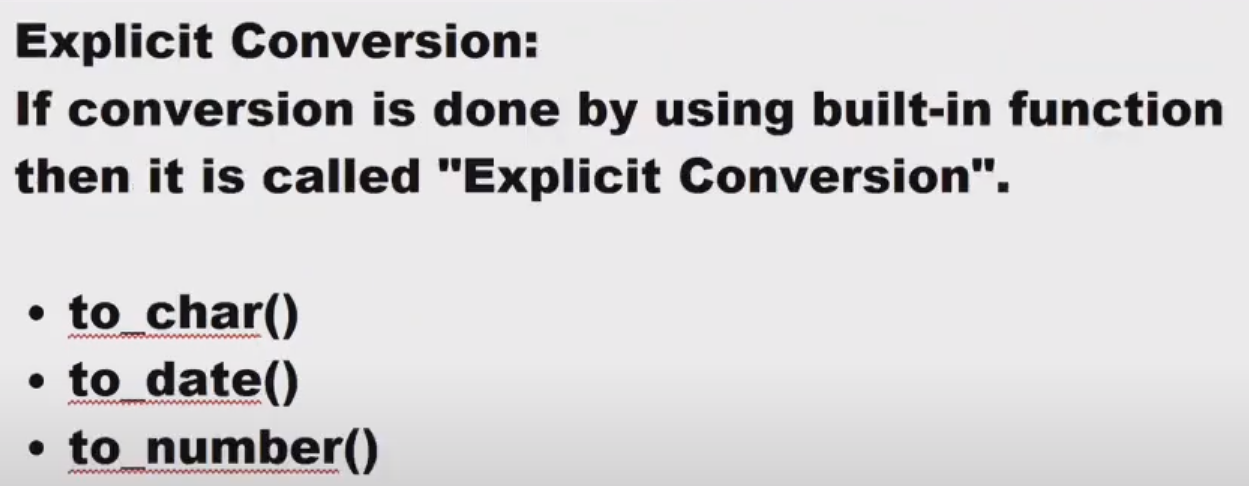 Explicit Conversion:
If conversion is done by using built-in function
then it is called "Explicit Conversion".
• to_char()
• to_date()
• to_number()